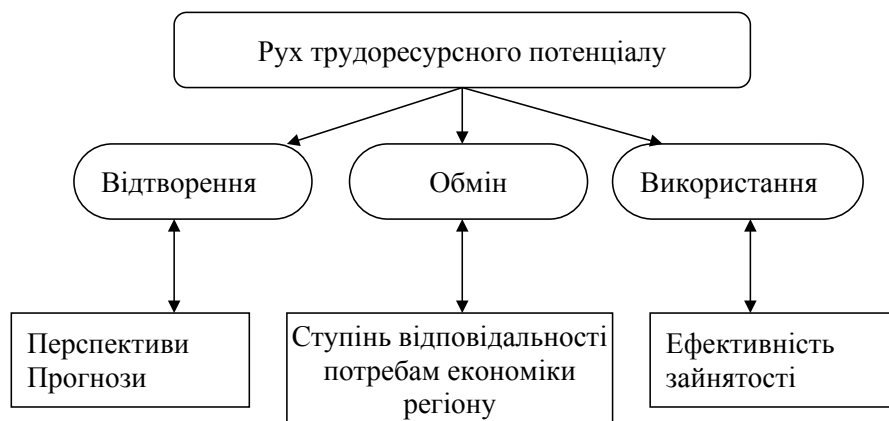 Рух трудоресурсного потенціалу
Відтворення
Обмін
Використання
Перспективи
Прогнози
Ступінь відповідальності
потребам економіки
регіону
Ефективність
зайнятості